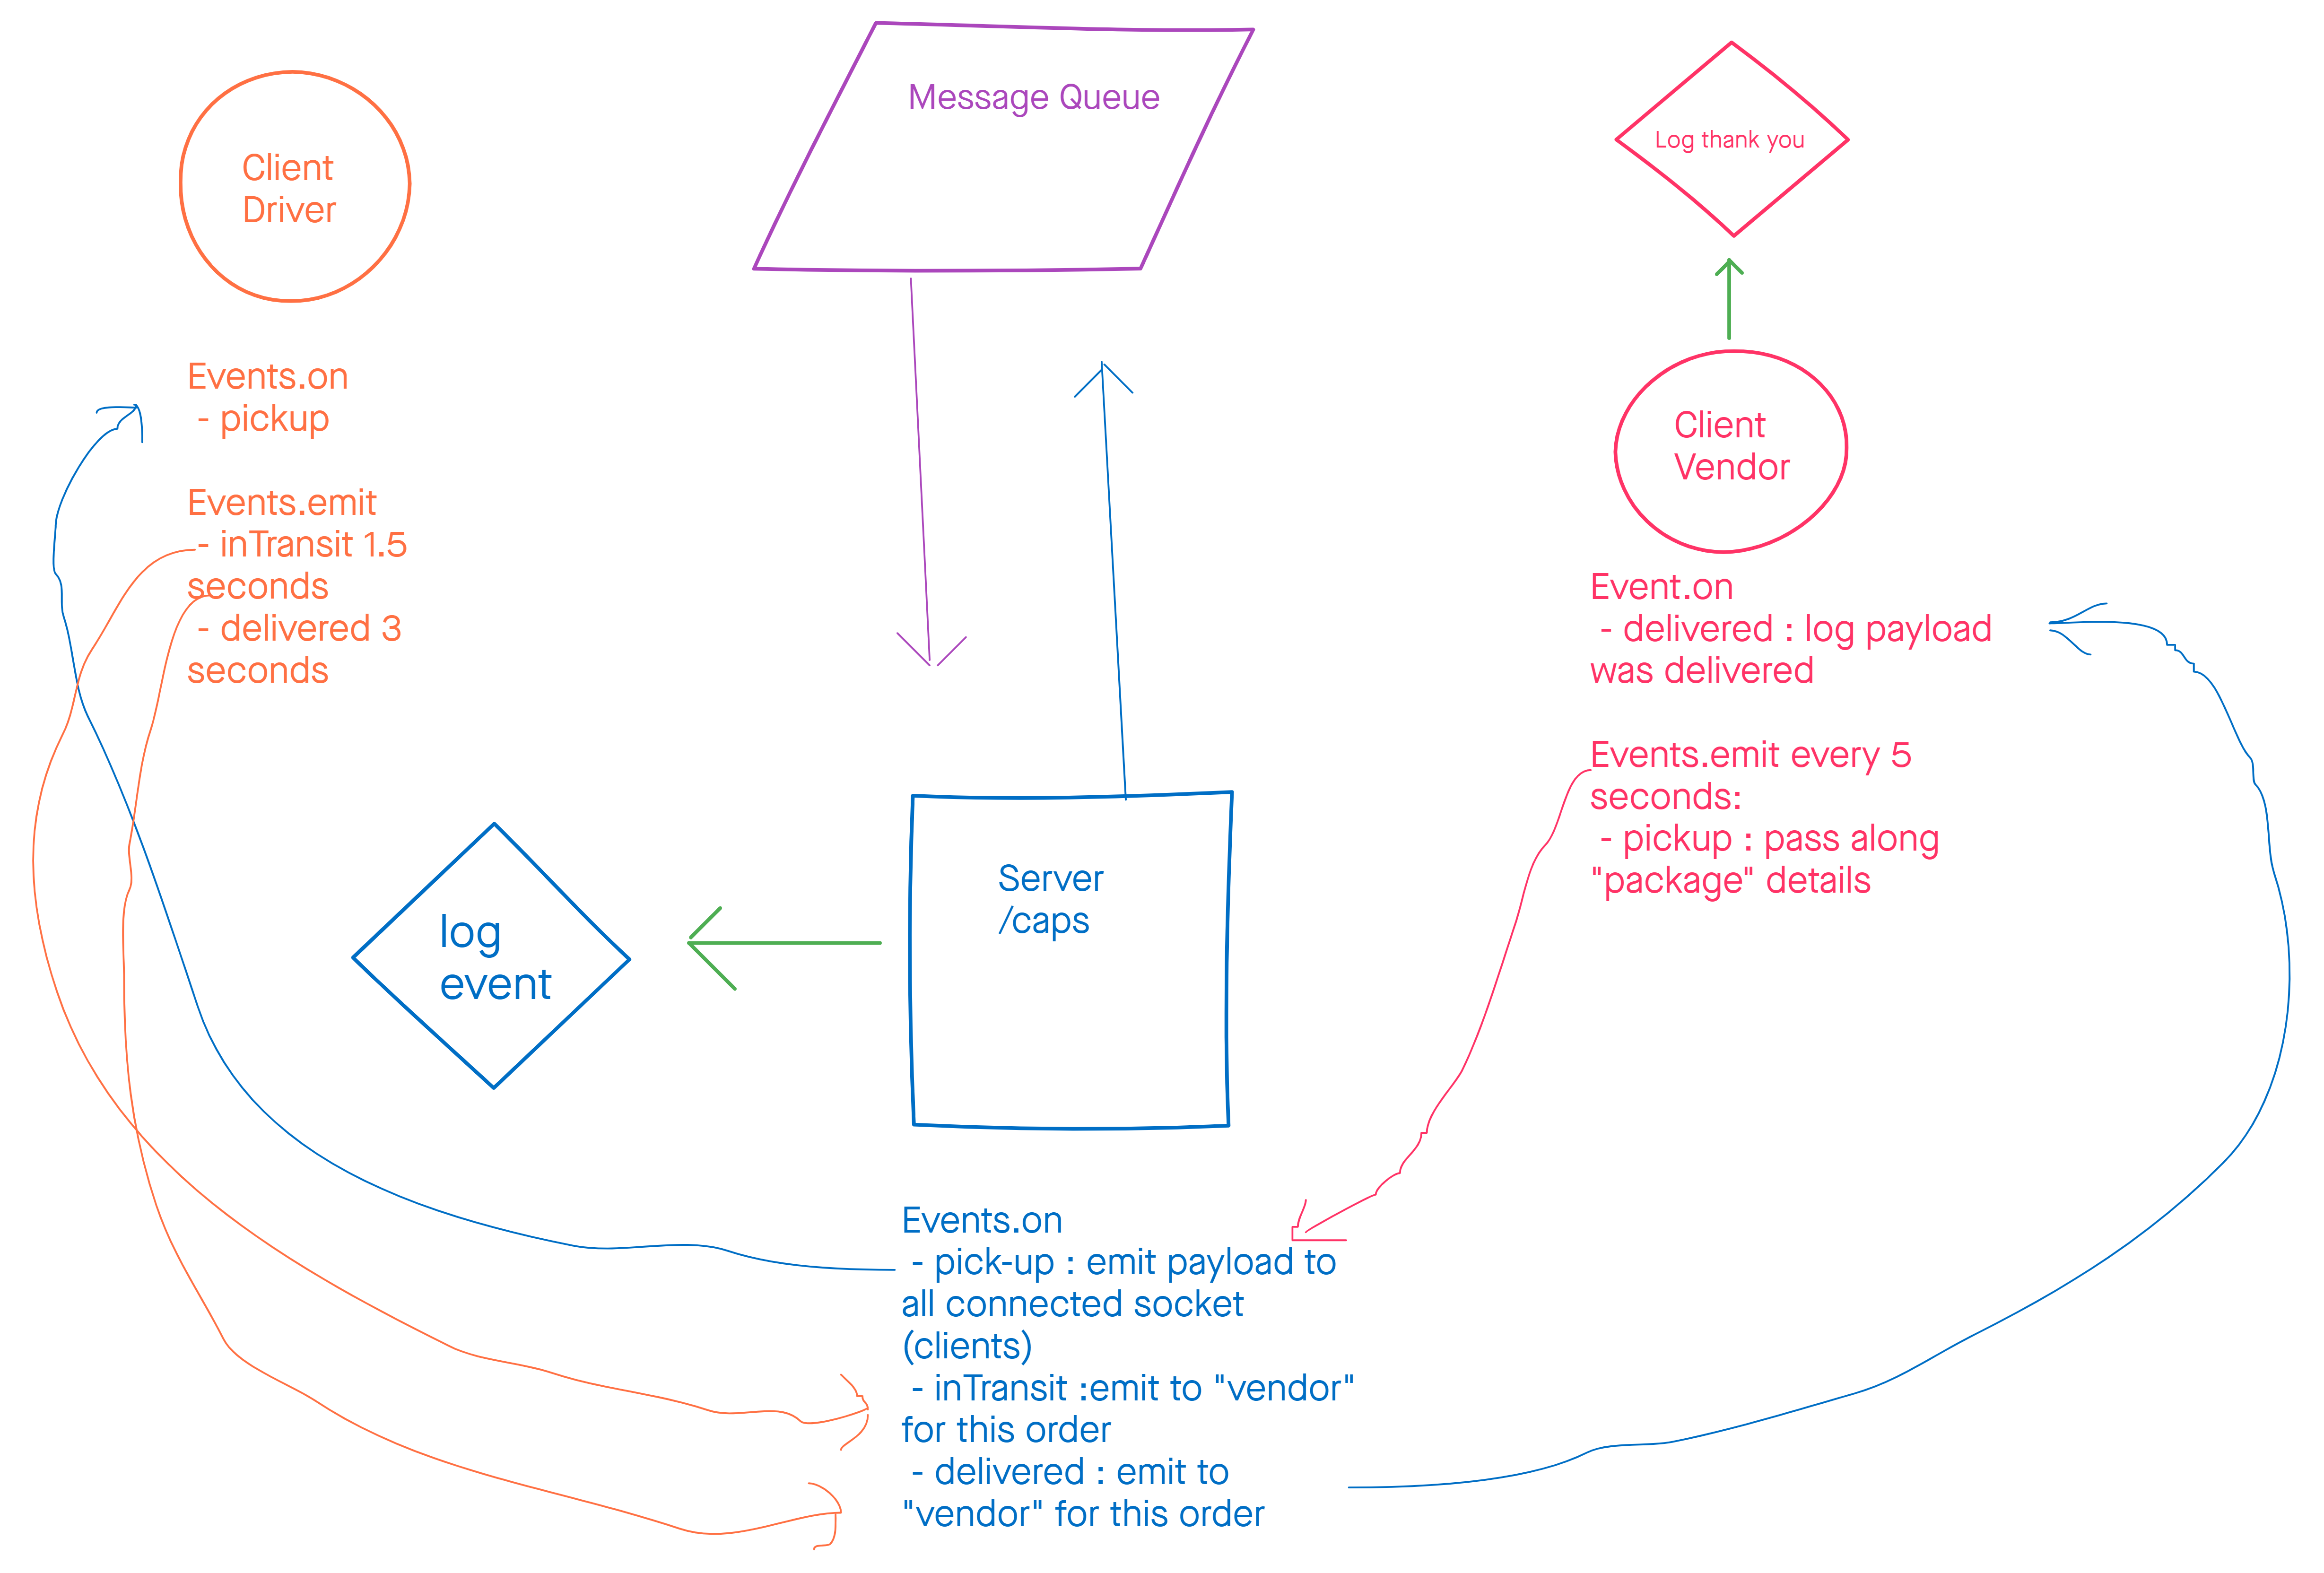 Client
Driver
Events.on
- pickup
Events.emit
- inTransit 1.5
seconds
- delivered 3
seconds
Message Queue
log
event
Server
/caps
Events.on
- pick-up : emit payload to
all connected socket
(clients)
- inTransit :emit to "vendor"
for this order
- delivered : emit to
"vendor" for this order
Log thank you
Client
Vendor
Event.on
- delivered : log payload
was delivered
Events.emit every 5
seconds:
- pickup : pass along
"package" details